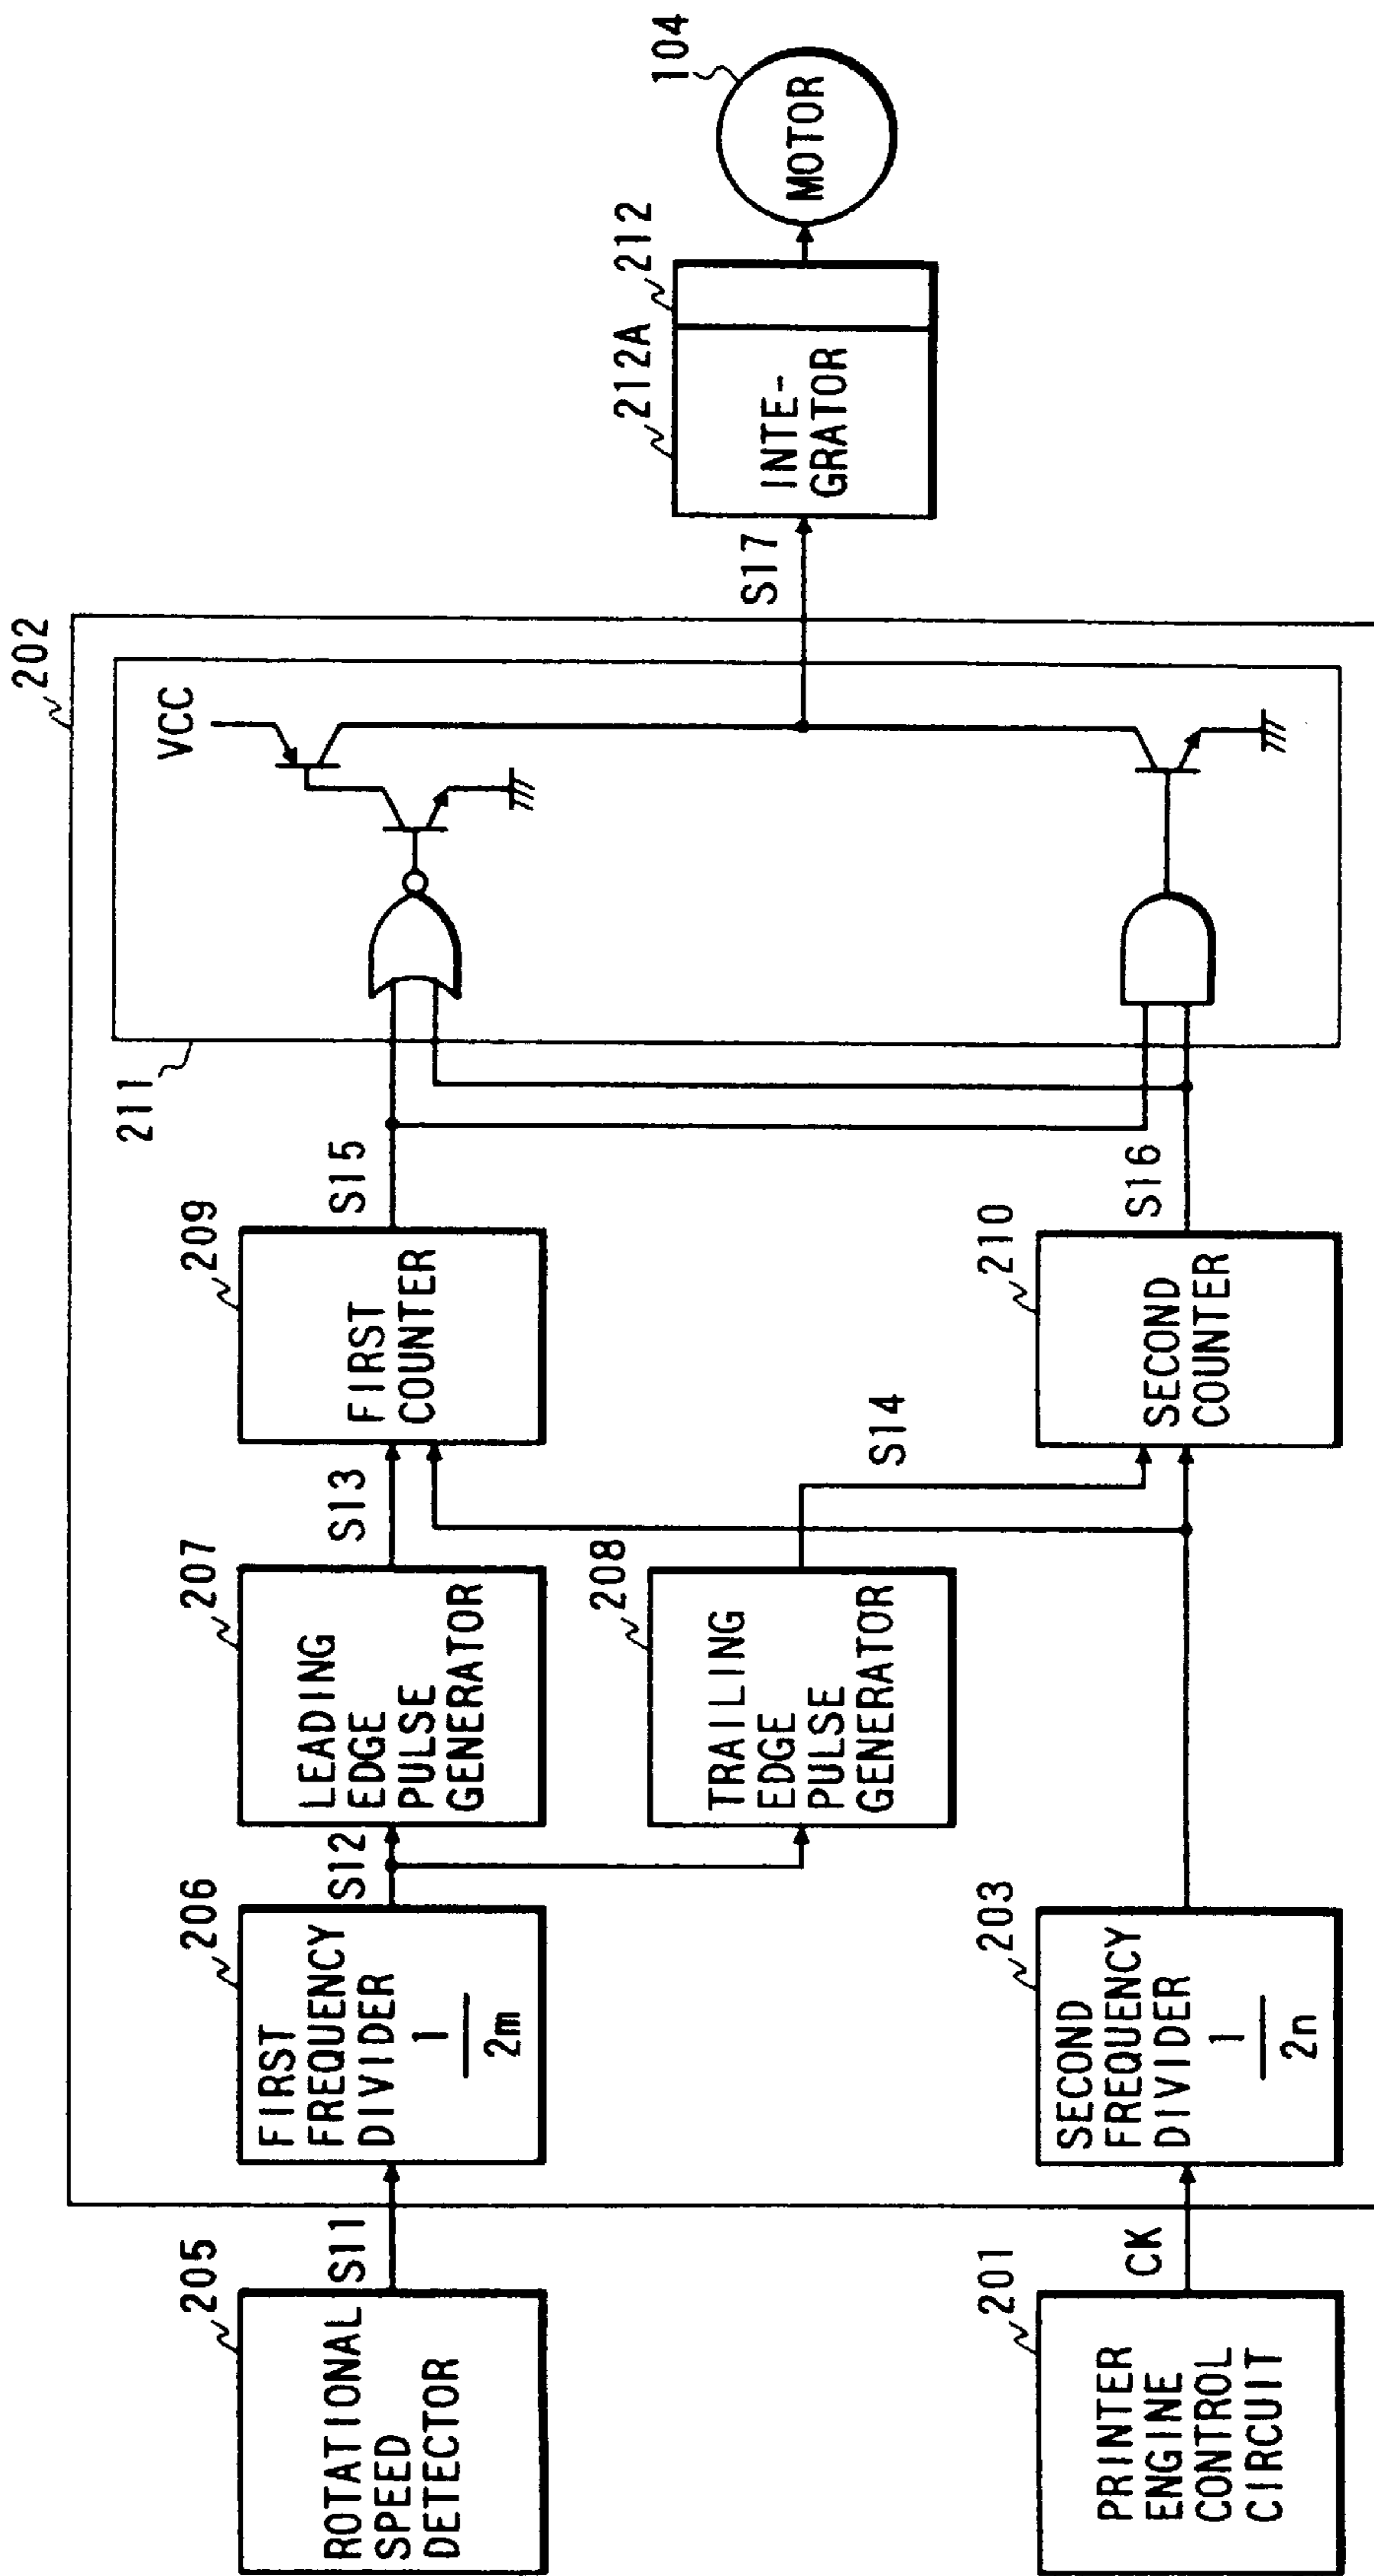 205
ROTATIONAL
SPEED
DETECTOR
S11
202
206
FIRST
FREQUENCY
DIVIDER
1
2m
S12
207
LEADING
EDGE
PULSE
GENERATOR
S13
209
FIRST
COUNTER
S15
211
VCC
208
TRAILING
EDGE
PULSE
GENERATOR
S14
201
PRINTER
ENGINE
CONTROL
CIRCUIT
CK
203
SECOND
FREQUENCY
DIVIDER
1
2n
210
SECOND
COUNTER
S16
S17
212A
212
INTE-
GRATOR
104
MOTOR